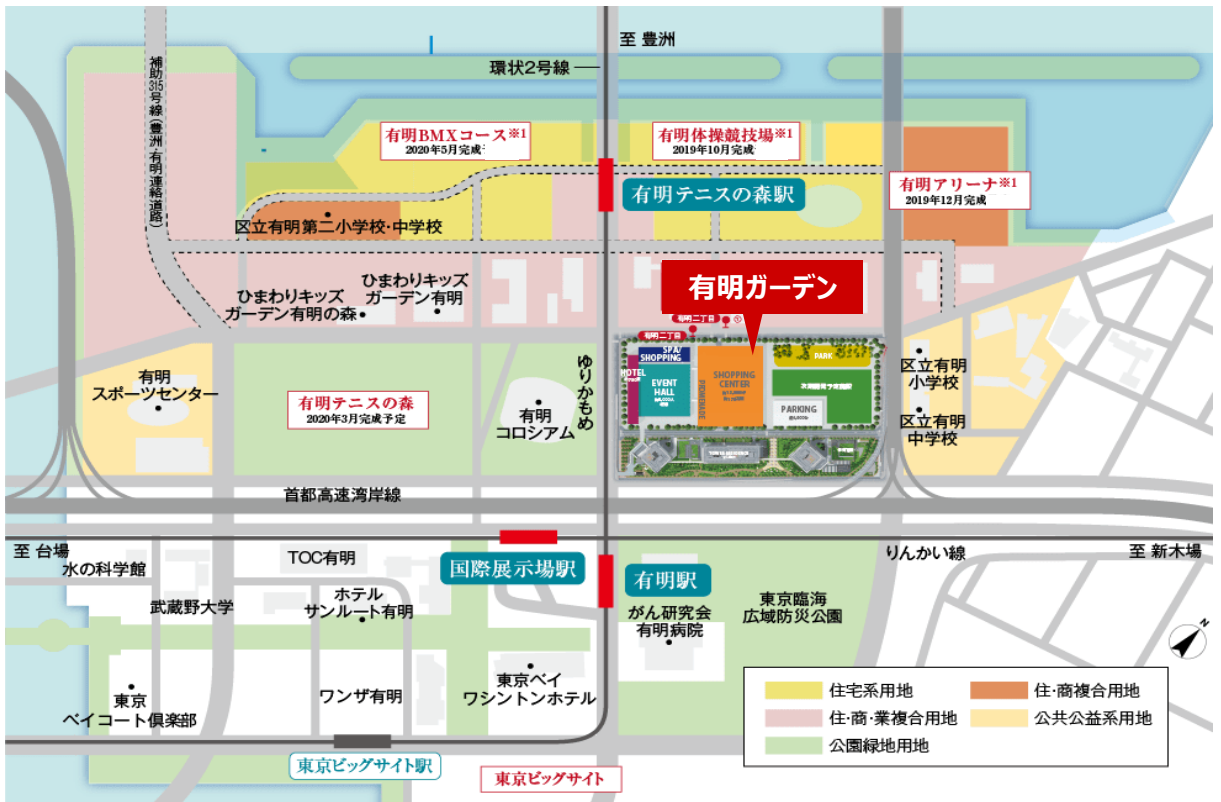 至 豊洲
環状2号線
補助315号線(豊洲・有明連絡道路)
有明BMXコース※1
2020年5月完成
有明体操競技場※1
2019年10月完成
有明テニスの森駅
有明アリーナ※1
2019年12月完成
区立有明第二小学校・中学校
ひまわりキッズ
ガーデン有明
ひまわりキッズ
ガーデン有明の森
有明ガーデン
有明二丁目
有明二丁目
SPA/
SHOPPING
HOTEL
EVENT
HALL
PROMENADE
SHOPPING
CENTER
PARK
PARKING
ゆりかもめ
区立有明
小学校
区立有明
中学校
有明
スポーツセンター
有明テニスの森
2020年3月完成予定
有明
コロシアム
首都高速湾岸線
至 台場
国際展示場駅
有明駅
りんかい線
至 新木場
水の科学館
TOC有明
武蔵野大学
ホテル
サンルート有明
がん研究会
有明病院
東京臨海
広域防災公園
東京
ベイコート倶楽部
ワンザ有明
東京ベイ
ワシントンホテル
東京ビッグサイト駅
東京ビッグサイト
N
住宅系用地
住・商複合用地
住・商・業複合用地
公共公益系用地
公園緑地用地